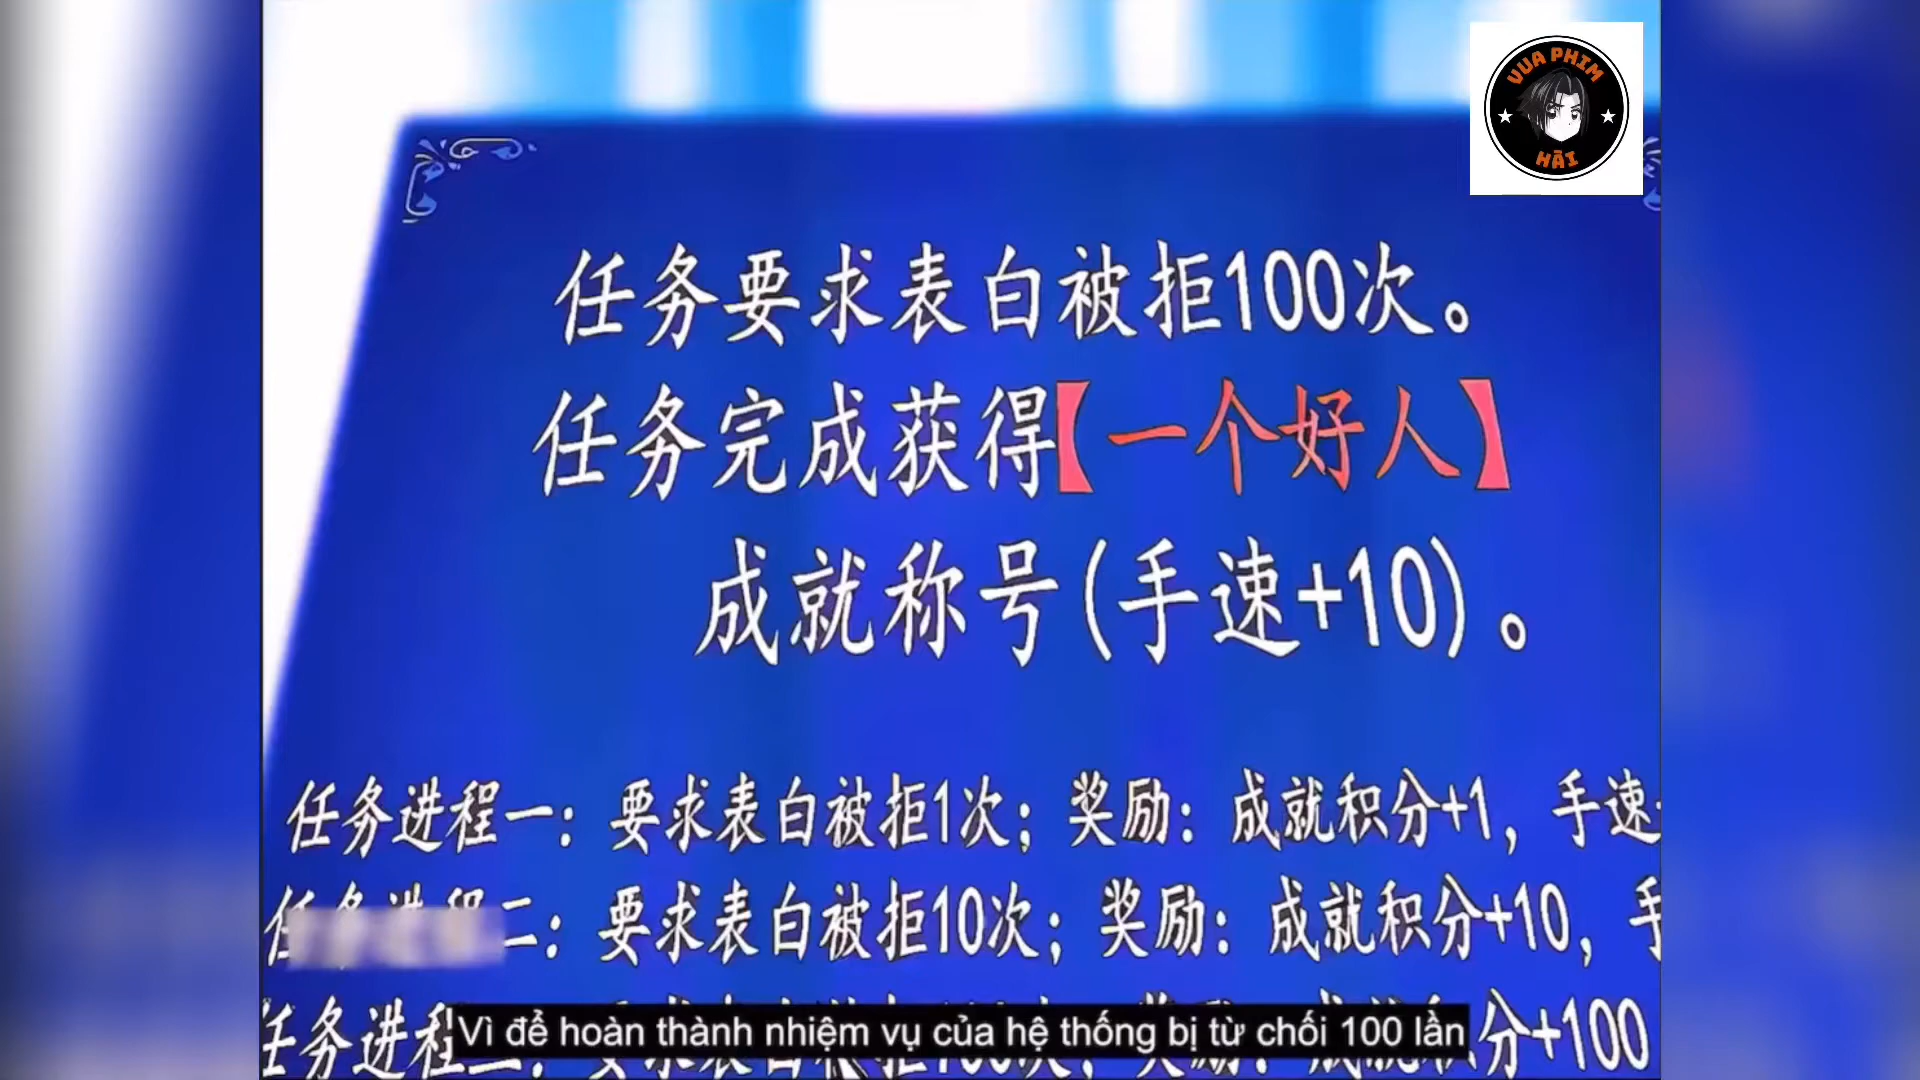 VUA PHIM
HÃI
任务要求表白被拒100次。
任务完成获得【一个好人】
成就称号(手速+10)。
任务进程一：要求表白被拒1次；奖励：成就积分+1，手速
二：要求表白被拒10次；奖励：成就积分+10，手
任务进程
分+100
Vì để hoàn thành nhiệm vụ của hệ thống bị từ chối 100 lần